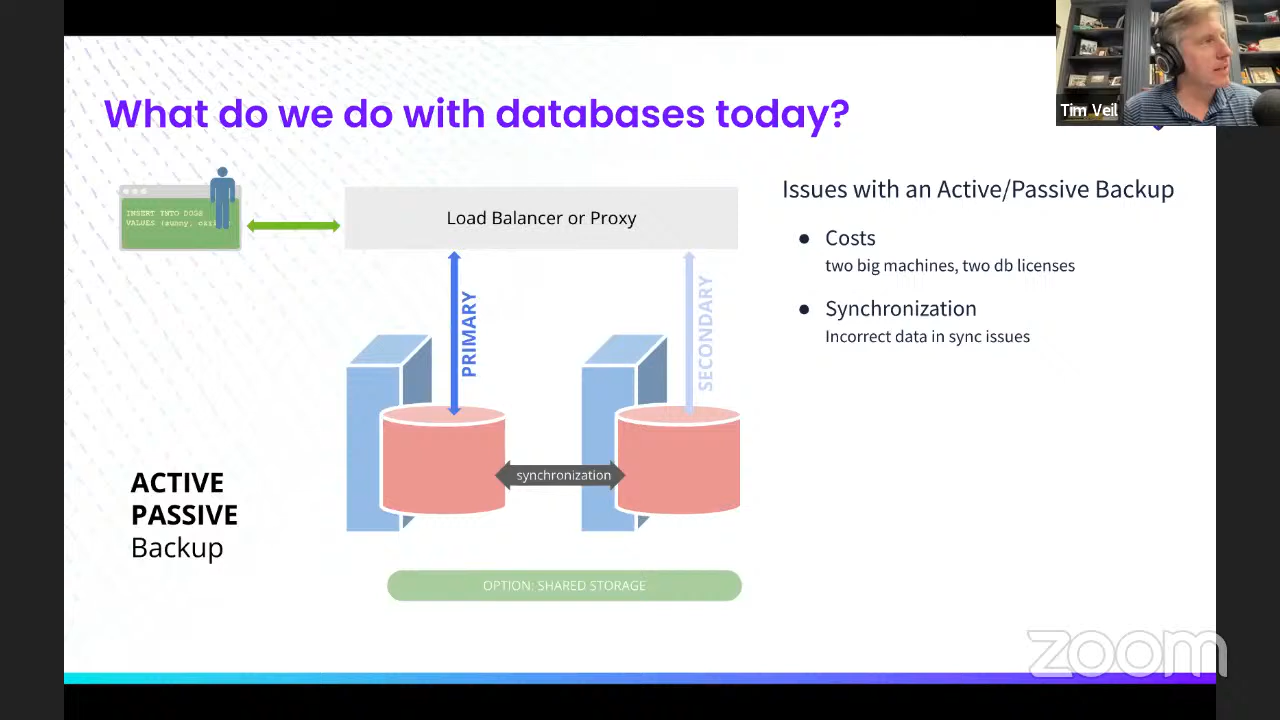 Tim Veil
What do we do with databases today?
INSERT INTO DOGS
VALUES (sunny,
Load Balancer or Proxy
PRIMARY
SECONDARY
synchronization
ACTIVE
PASSIVE
Backup
OPTION: SHARED STORAGE
Issues with an Active/Passive Backup
● Costs
two big machines, two db licenses
● Synchronization
Incorrect data in sync issues
zoom